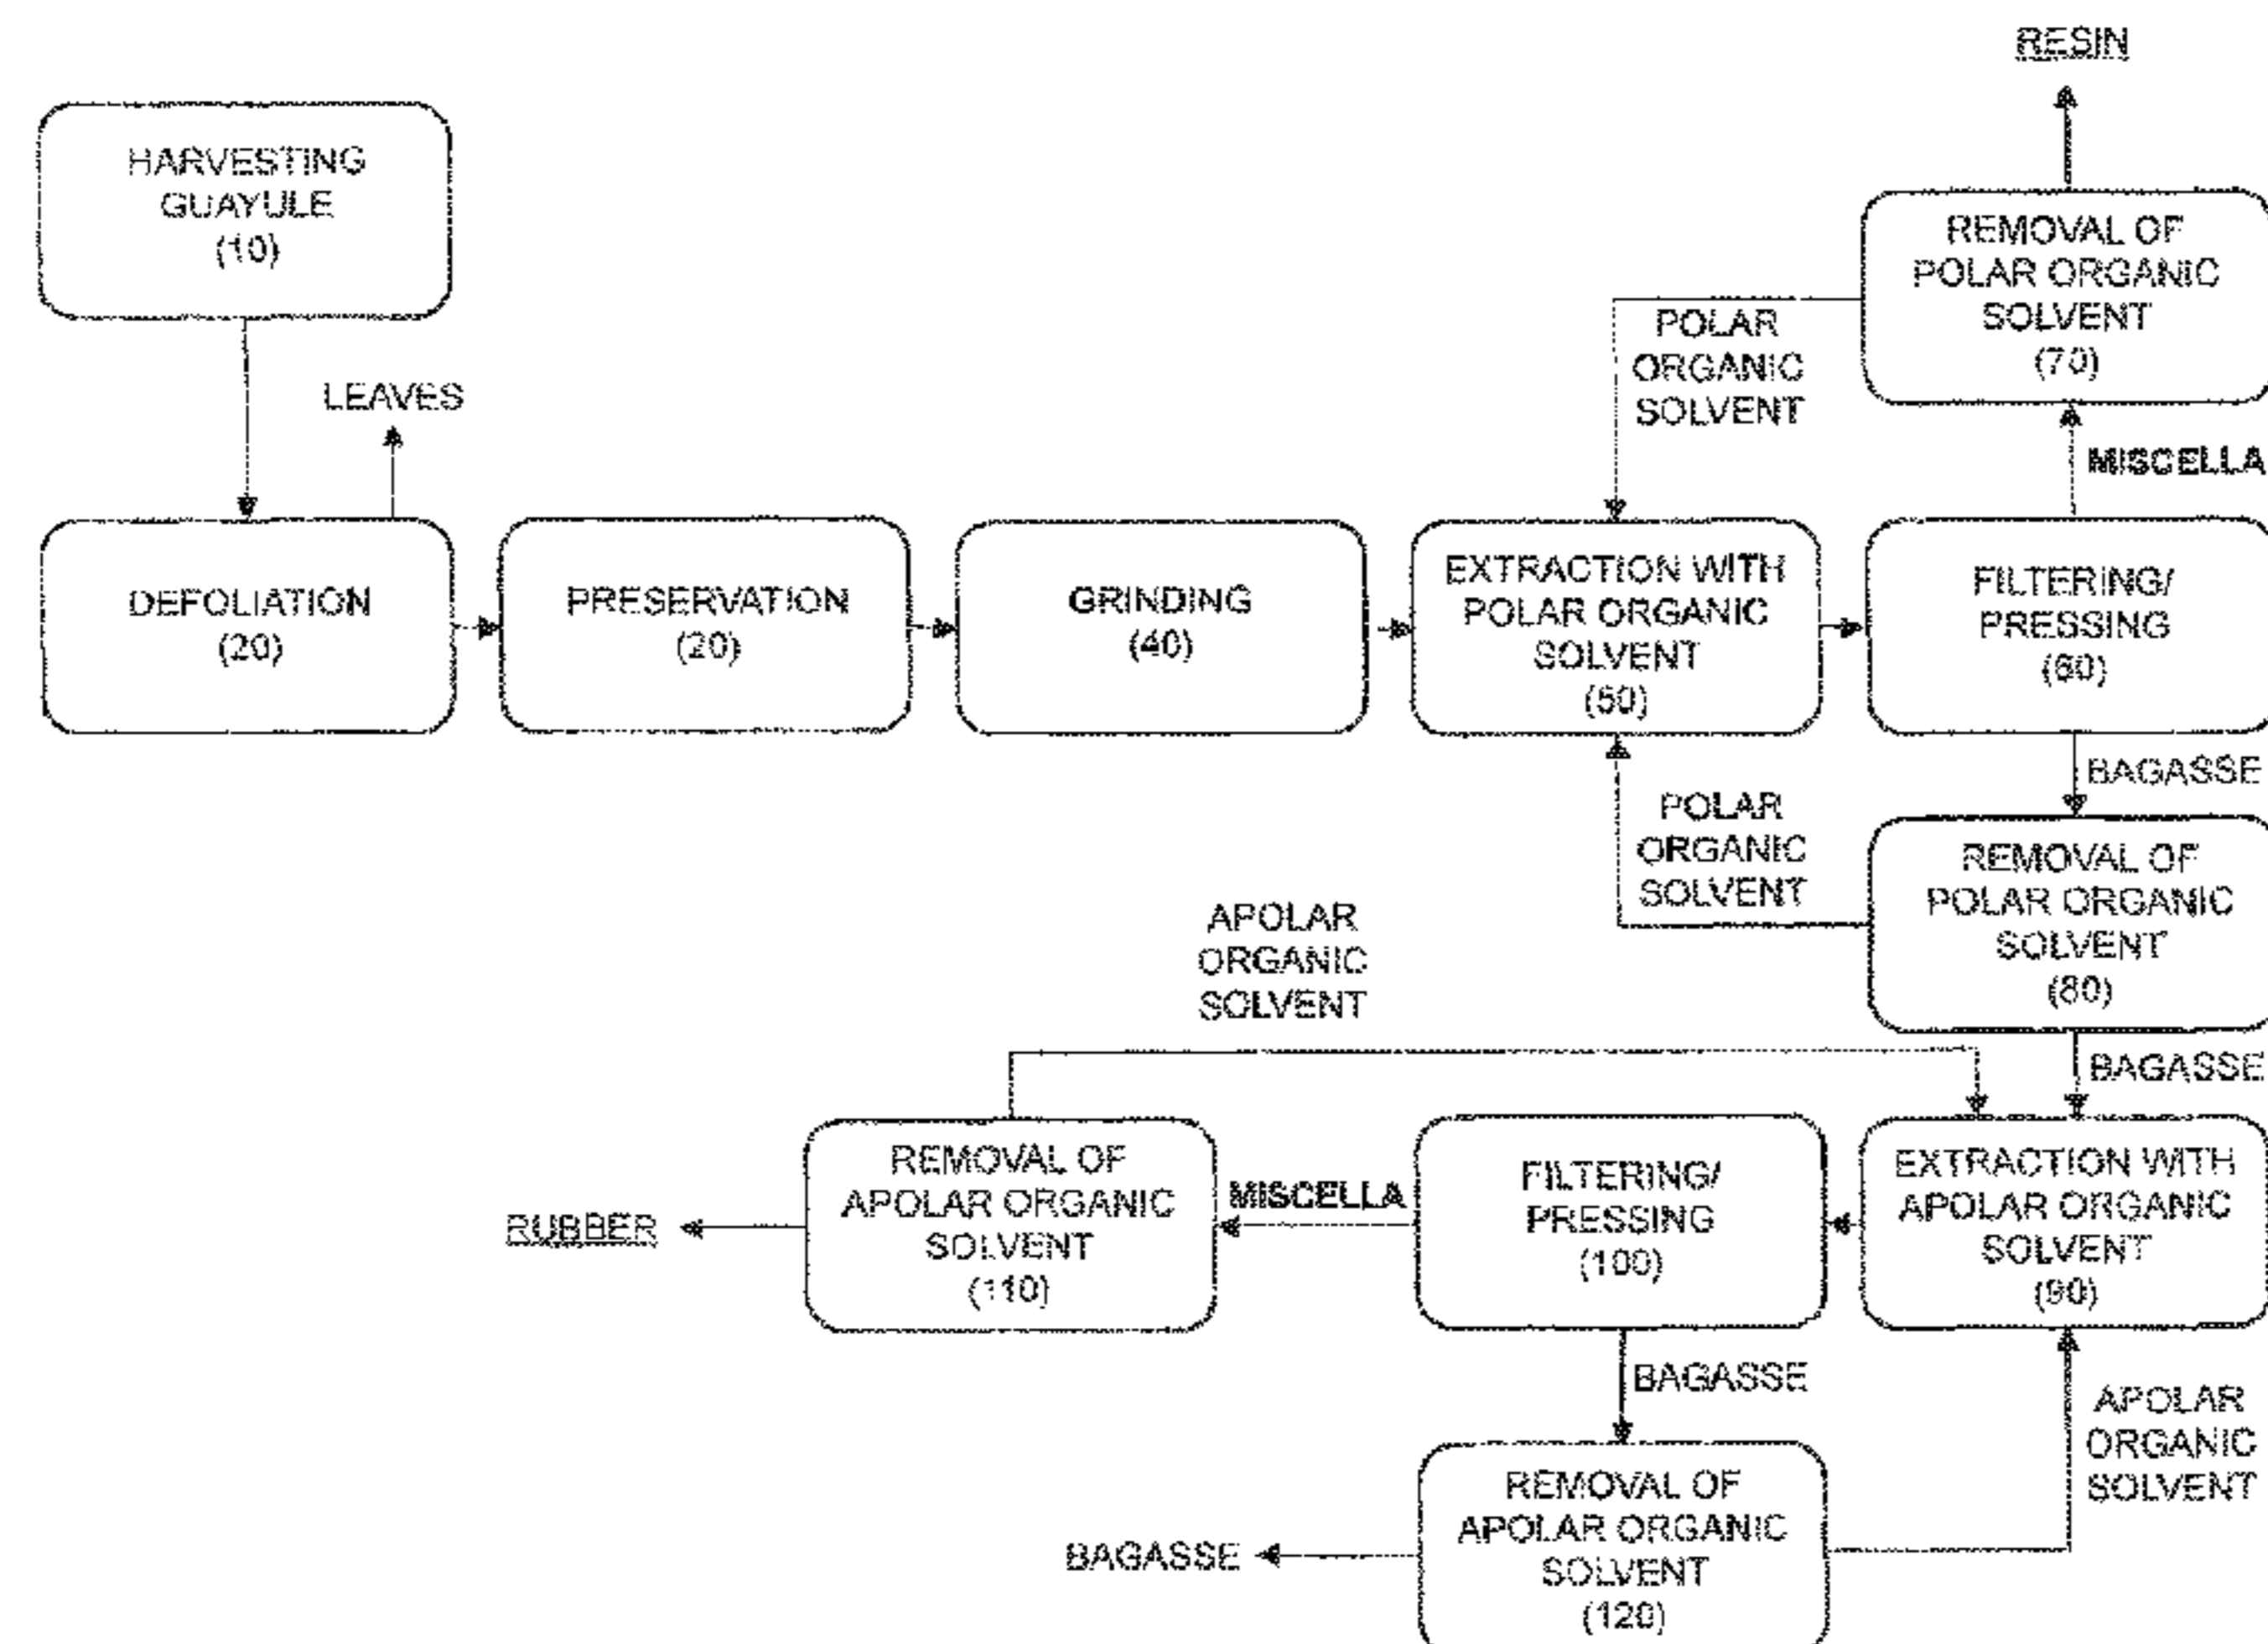 RESIN
HARVESTING
GUAYULE
(10)
REMOVAL OF
POLAR ORGANIC
SOLVENT
(70)
POLAR
ORGANIC
SOLVENT
LEAVES
MISCELLA
DEFOLIATION
(20)
PRESERVATION
(20)
GRINDING
(40)
EXTRACTION WITH
POLAR ORGANIC
SOLVENT
(50)
FILTERING/
PRESSING
(60)
BAGASSE
POLAR
ORGANIC
SOLVENT
REMOVAL OF
POLAR ORGANIC
SOLVENT
(80)
APOLAR
ORGANIC
SOLVENT
BAGASSE
RUBBER
REMOVAL OF
APOLAR ORGANIC
SOLVENT
(110)
MISCELLA
FILTERING/
PRESSING
(100)
EXTRACTION WITH
APOLAR ORGANIC
SOLVENT
(90)
BAGASSE
APOLAR
ORGANIC
SOLVENT
BAGASSE
REMOVAL OF
APOLAR ORGANIC
SOLVENT
(120)